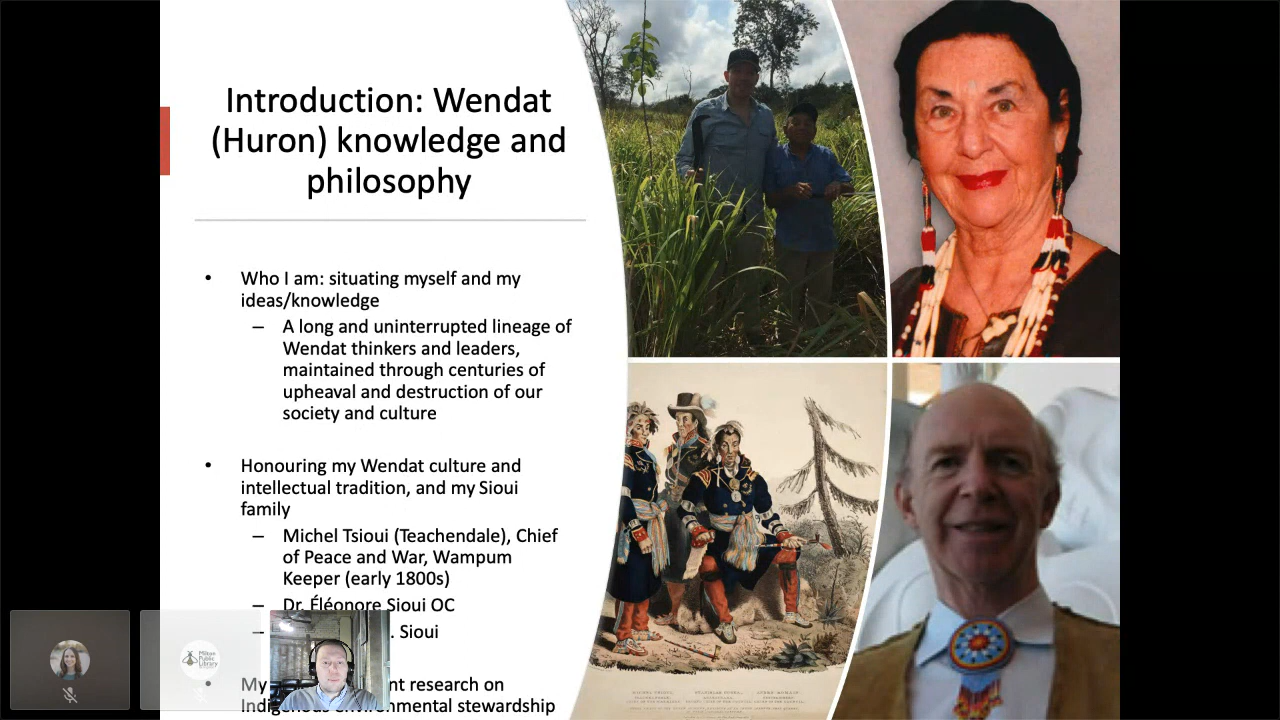 Introduction: Wendat
(Huron) knowledge and
philosophy
• Who I am: situating myself and my
ideas/knowledge
– A long and uninterrupted lineage of
Wendat thinkers and leaders,
maintained through centuries of
upheaval and destruction of our
society and culture
• Honouring my Wendat culture and
intellectual tradition, and my Sioui
family
– Michel Tsioui (Teachendale), Chief
of Peace and War, Wampum
Keeper (early 1800s)
– Dr. Éléonore Sioui OC
– Sioui
• My research on
stewardship
Milton
Public
Library